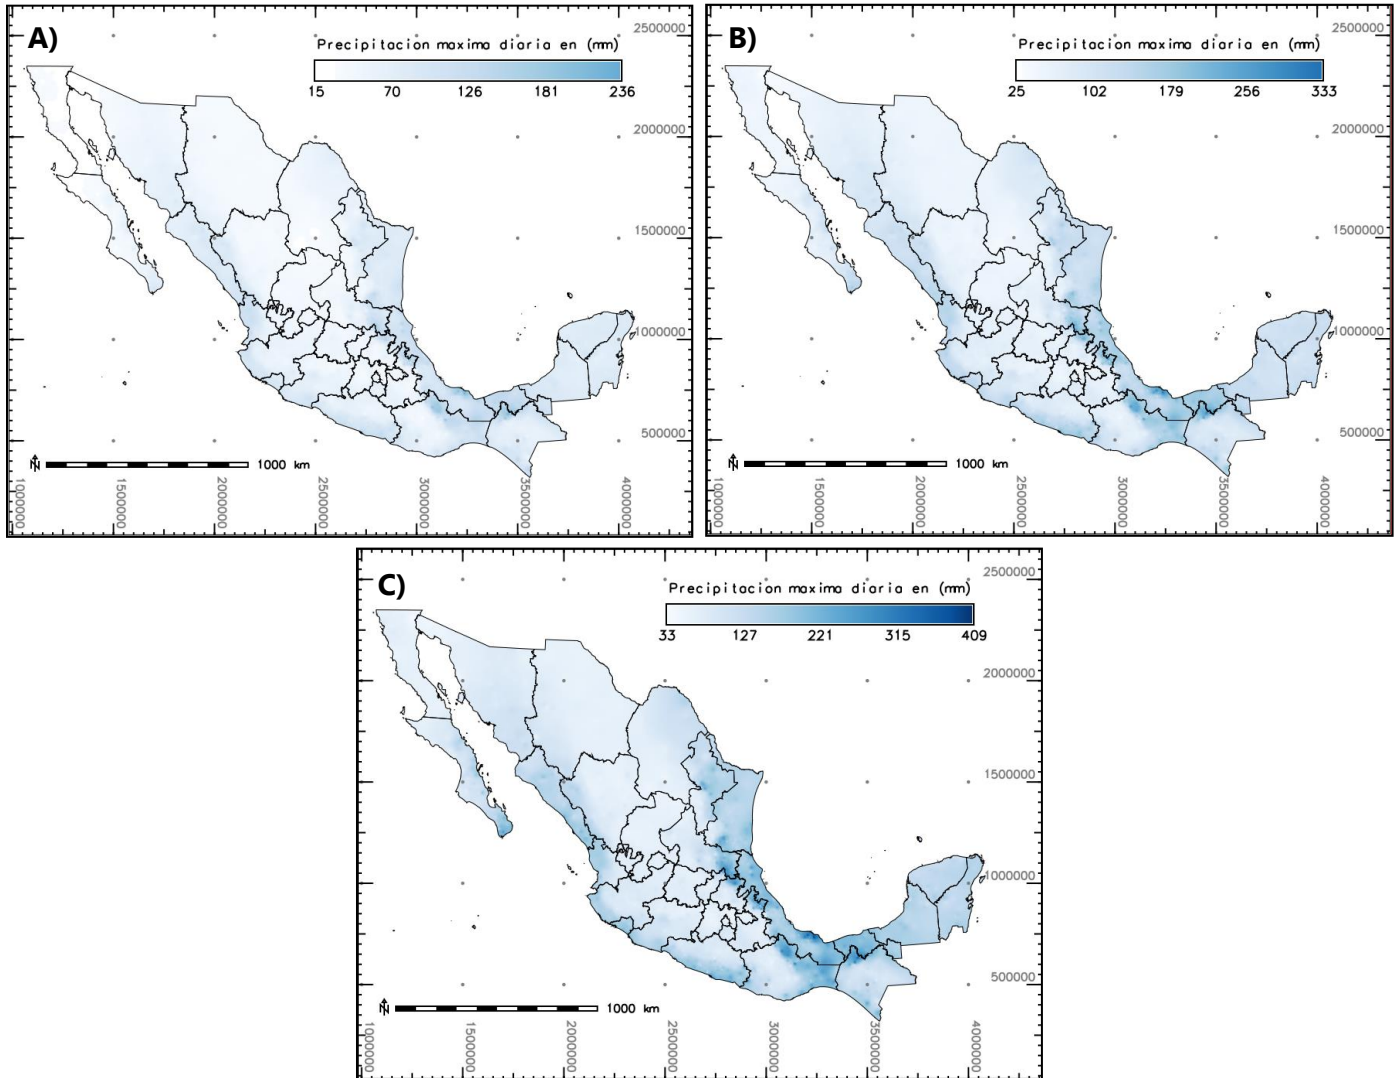 A)
Precipitacion maxima diaria en (mm)
15 70 126 181 236
2500000
2000000
1500000
1000000
500000
N
1000 km
1000000 1500000 2000000 2500000 3000000 3500000 4000000
B)
Precipitacion maxima diaria en (mm)
25 102 179 256 333
2500000
2000000
1500000
1000000
500000
N
1000 km
1000000 1500000 2000000 2500000 3000000 3500000 4000000
C)
Precipitacion maxima diaria en (mm)
33 127 221 315 409
2500000
2000000
1500000
1000000
500000
N
1000 km
1000000 1500000 2000000 2500000 3000000 3500000 4000000